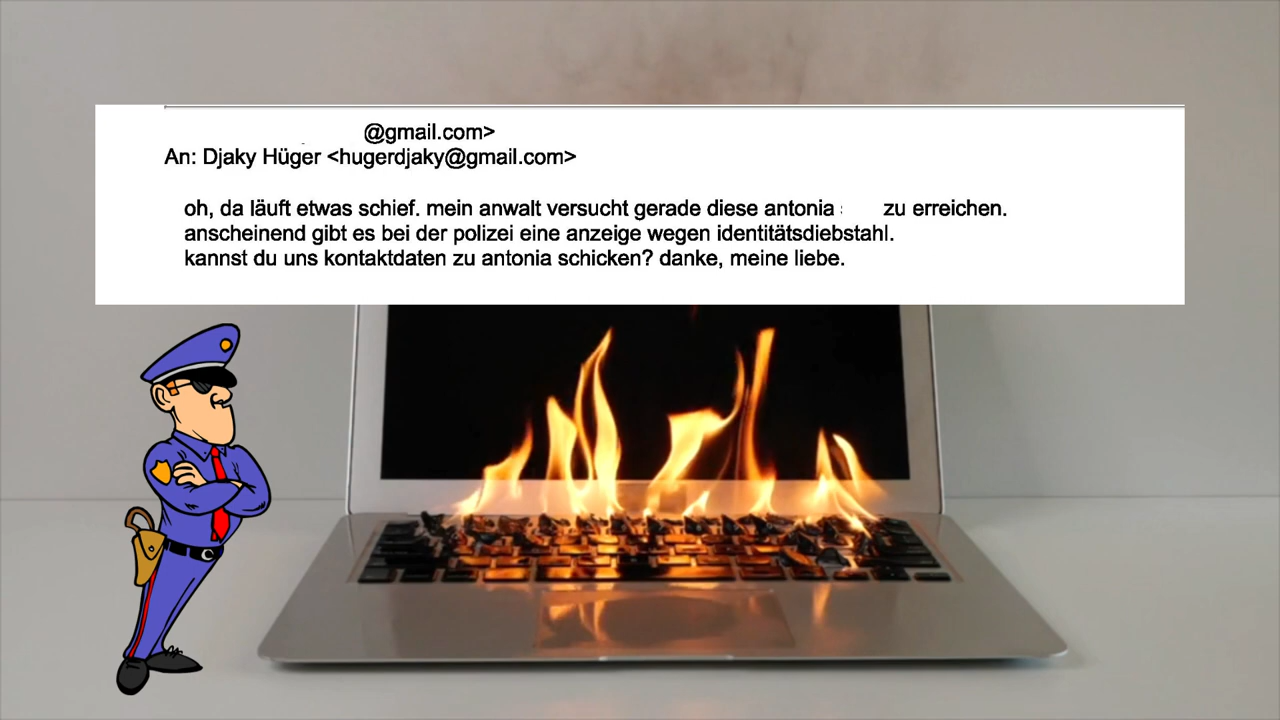 @gmail.com>
An: Djaky Hüger <hugerdjaky@gmail.com>
oh, da läuft etwas schief. mein anwalt versucht gerade diese antonia zu erreichen.
anscheinend gibt es bei der polizei eine anzeige wegen identitätsdiebstahl.
kannst du uns kontaktdaten zu antonia schicken? danke, meine liebe.